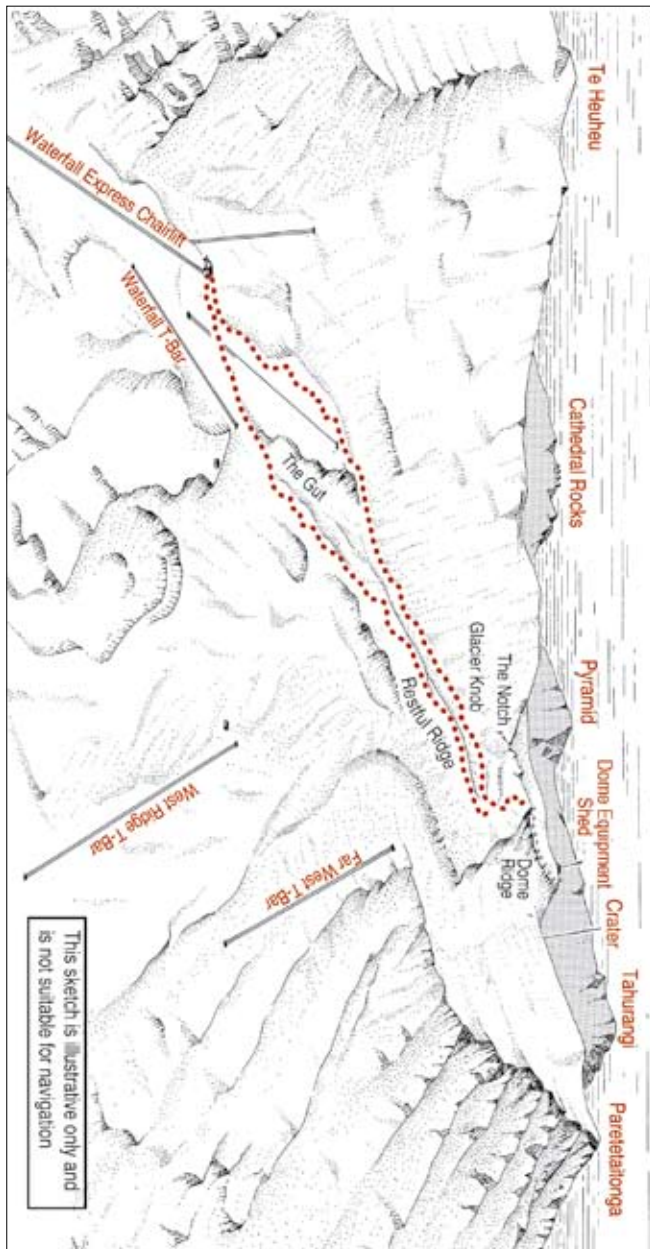 Te Heuheu
Cathedral Rocks
Pyramid
Dome Equipment
Shed
Crater
Tahurangi
Paretetaitonga
The Notch
Glacier Knob
Dome
Ridge
Restful Ridge
The Gut
Waterfall Express Chairlift
Waterfall T-Bar
West Ridge T-Bar
Far West T-Bar
This sketch is illustrative only and
is not suitable for navigation